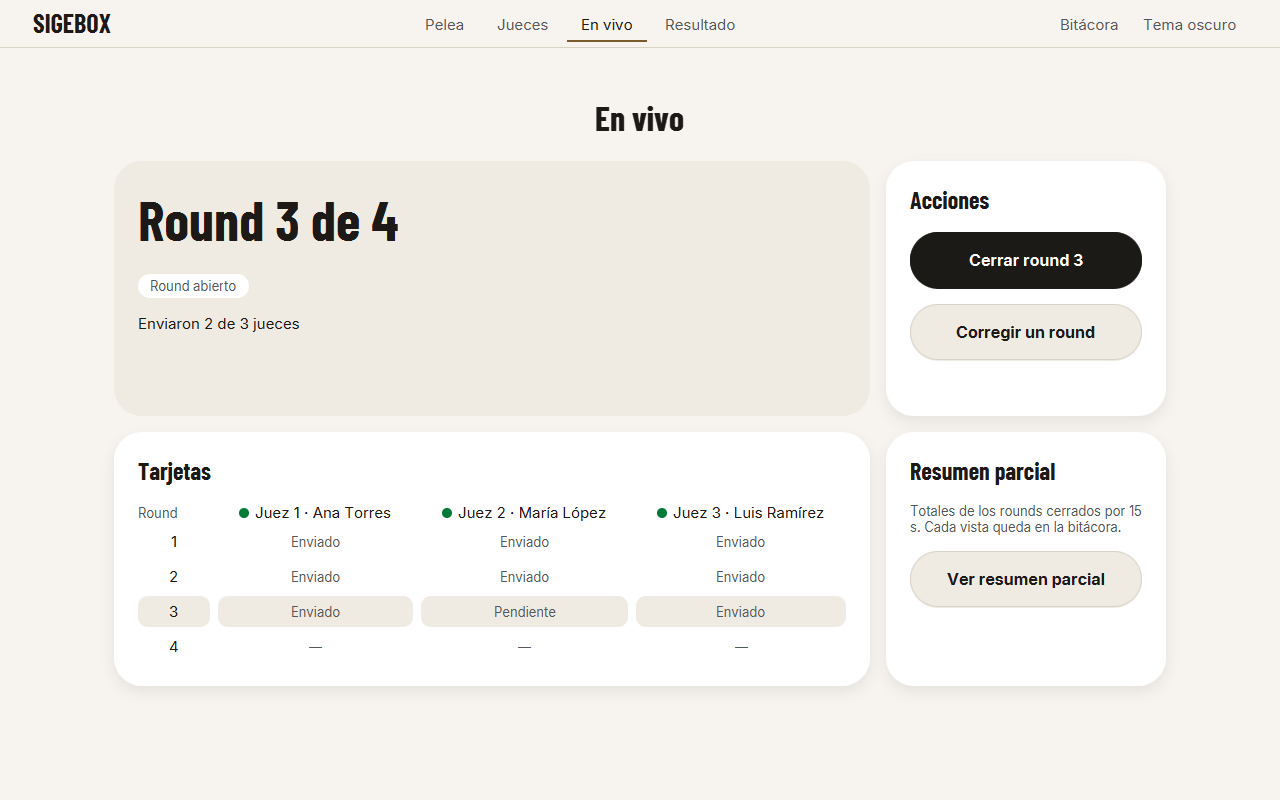 SIGEBOX
Pelea Jueces En vivo Resultado Bitácora Tema oscuro
En vivo
Round 3 de 4
Round abierto
Enviaron 2 de 3 jueces
Acciones
Cerrar round 3
Corregir un round
Tarjetas
Round Juez 1 · Ana Torres Juez 2 · María López Juez 3 · Luis Ramírez
1 Enviado Enviado Enviado
2 Enviado Enviado Enviado
3 Enviado Pendiente Enviado
4 — — —
Resumen parcial
Totales de los rounds cerrados por 15
s. Cada vista queda en la bitácora.
Ver resumen parcial